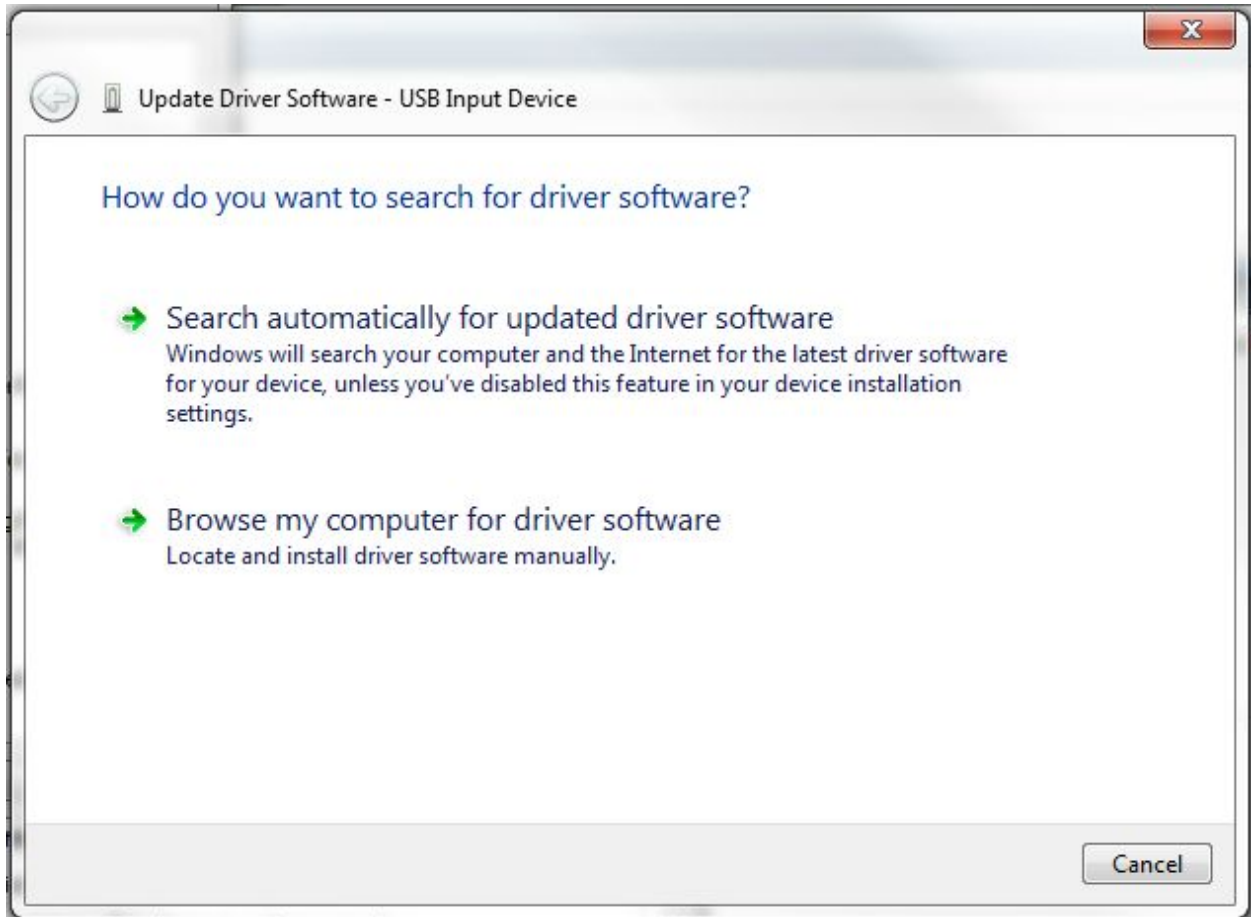 Update Driver Software - USB Input Device
How do you want to search for driver software?
Search automatically for updated driver software
Windows will search your computer and the Internet for the latest driver software
for your device, unless you've disabled this feature in your device installation
settings.
Browse my computer for driver software
Locate and install driver software manually.
Cancel